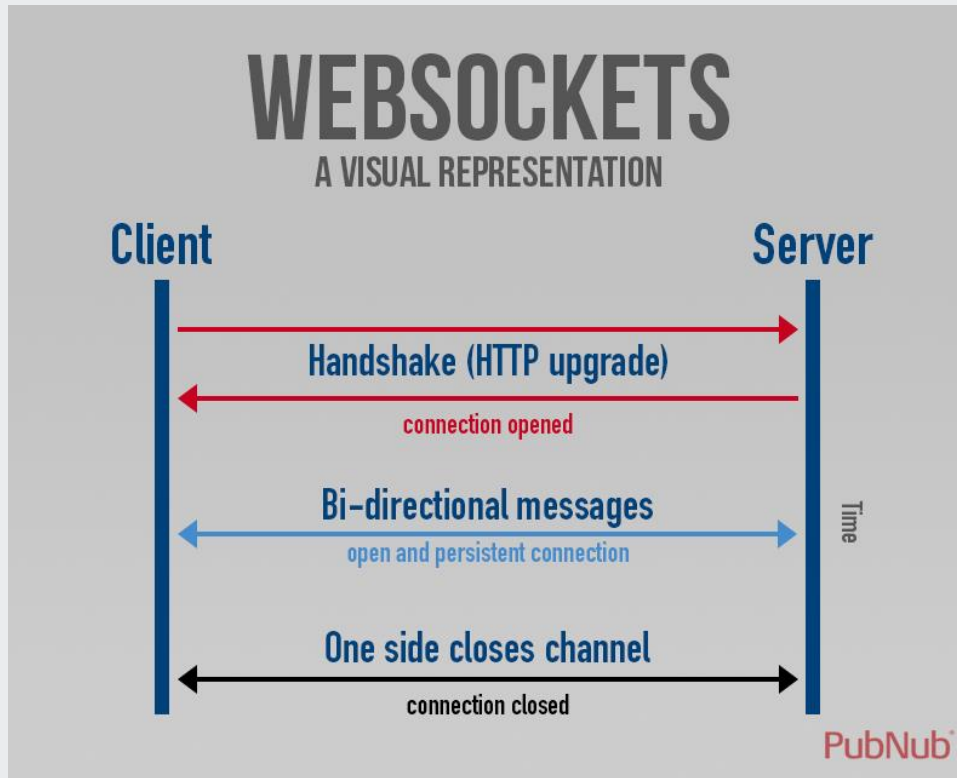 WEBSOCKETS
A VISUAL REPRESENTATION
Client
Server
Handshake (HTTP upgrade)
connection opened
Bi-directional messages
open and persistent connection
Time
One side closes channel
connection closed
PubNub